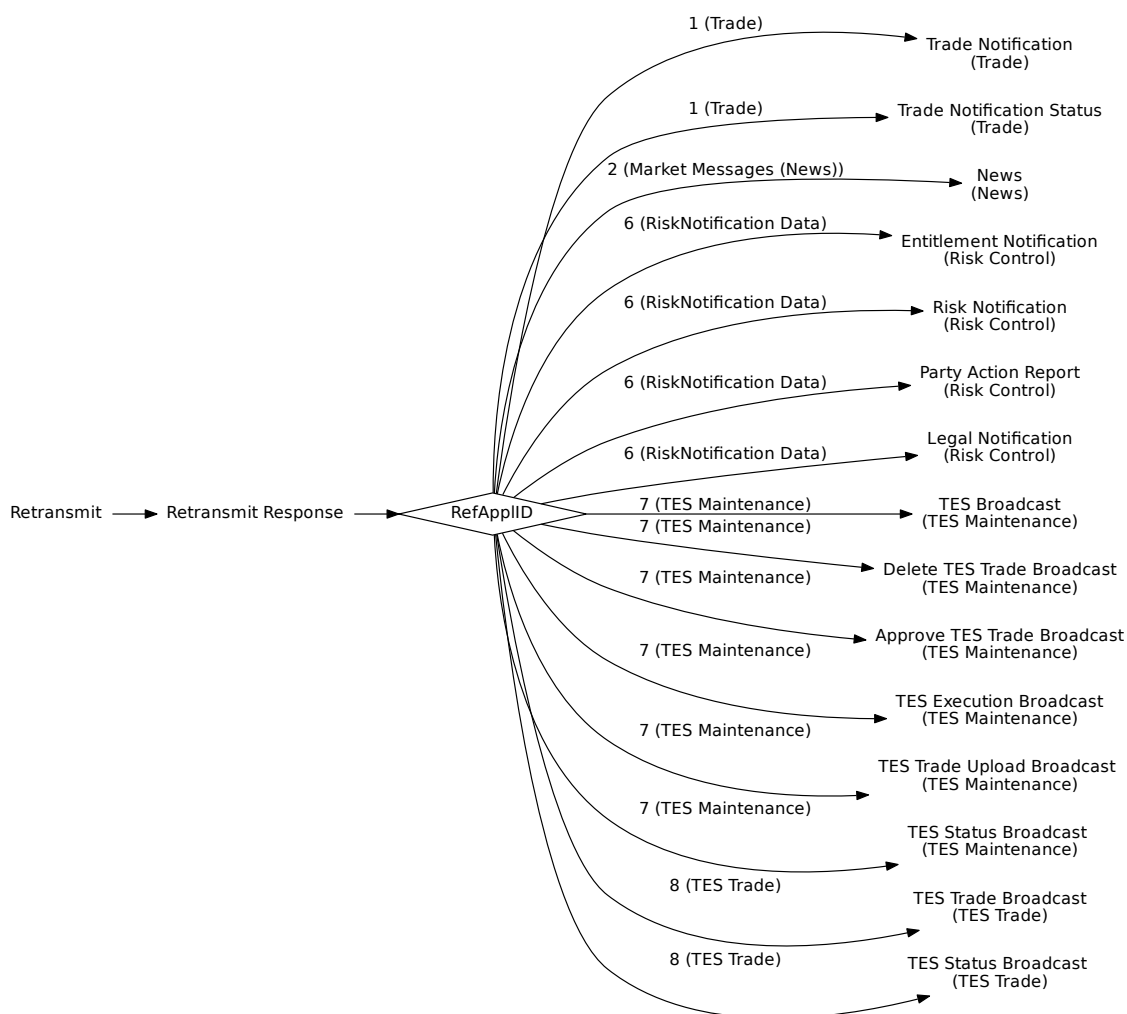 1 (Trade)
Trade Notification
(Trade)
1 (Trade)
Trade Notification Status
(Trade)
2 (Market Messages (News))
News
(News)
6 (RiskNotification Data)
Entitlement Notification
(Risk Control)
6 (RiskNotification Data)
Risk Notification
(Risk Control)
6 (RiskNotification Data)
Party Action Report
(Risk Control)
6 (RiskNotification Data)
Legal Notification
(Risk Control)
Retransmit
Retransmit Response
RefApplID
7 (TES Maintenance)
TES Broadcast
(TES Maintenance)
7 (TES Maintenance)
Delete TES Trade Broadcast
(TES Maintenance)
7 (TES Maintenance)
Approve TES Trade Broadcast
(TES Maintenance)
7 (TES Maintenance)
TES Execution Broadcast
(TES Maintenance)
7 (TES Maintenance)
TES Trade Upload Broadcast
(TES Maintenance)
7 (TES Maintenance)
TES Status Broadcast
(TES Maintenance)
8 (TES Trade)
TES Trade Broadcast
(TES Trade)
8 (TES Trade)
TES Status Broadcast
(TES Trade)